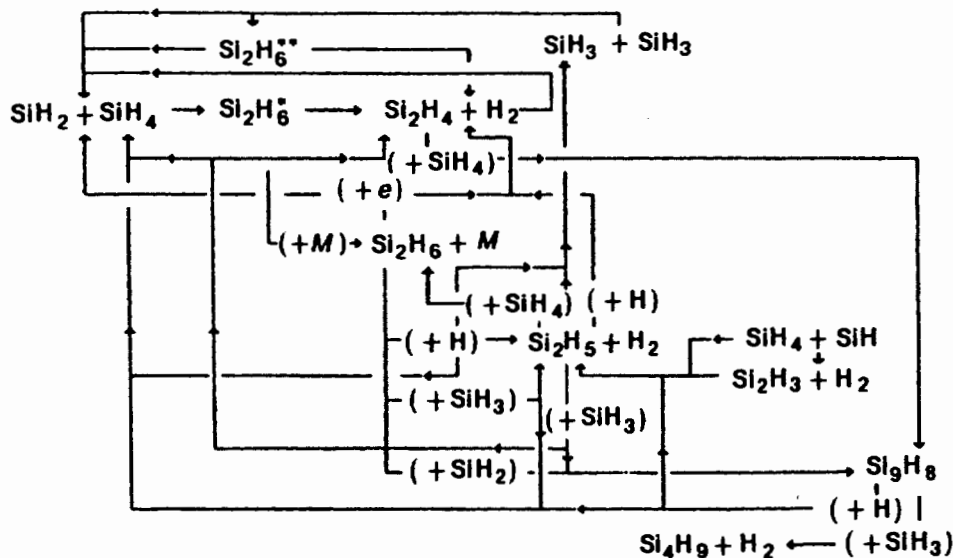 Si₂H₆** SiH₃ + SiH₃
SiH₂ + SiH₄ → Si₂H₆* → Si₂H₄ + H₂
(+ SiH₄)
(+ e)
(+M) → Si₂H₆ + M
(+ SiH₄) (+ H)
(+ H) → Si₂H₅ + H₂ SiH₄ + SiH
Si₂H₃ + H₂
(+ SiH₃)
(+ SiH₃)
(+ SiH₂) Si₉H₈
(+ H)
Si₄H₉ + H₂ ← (+ SiH₃)